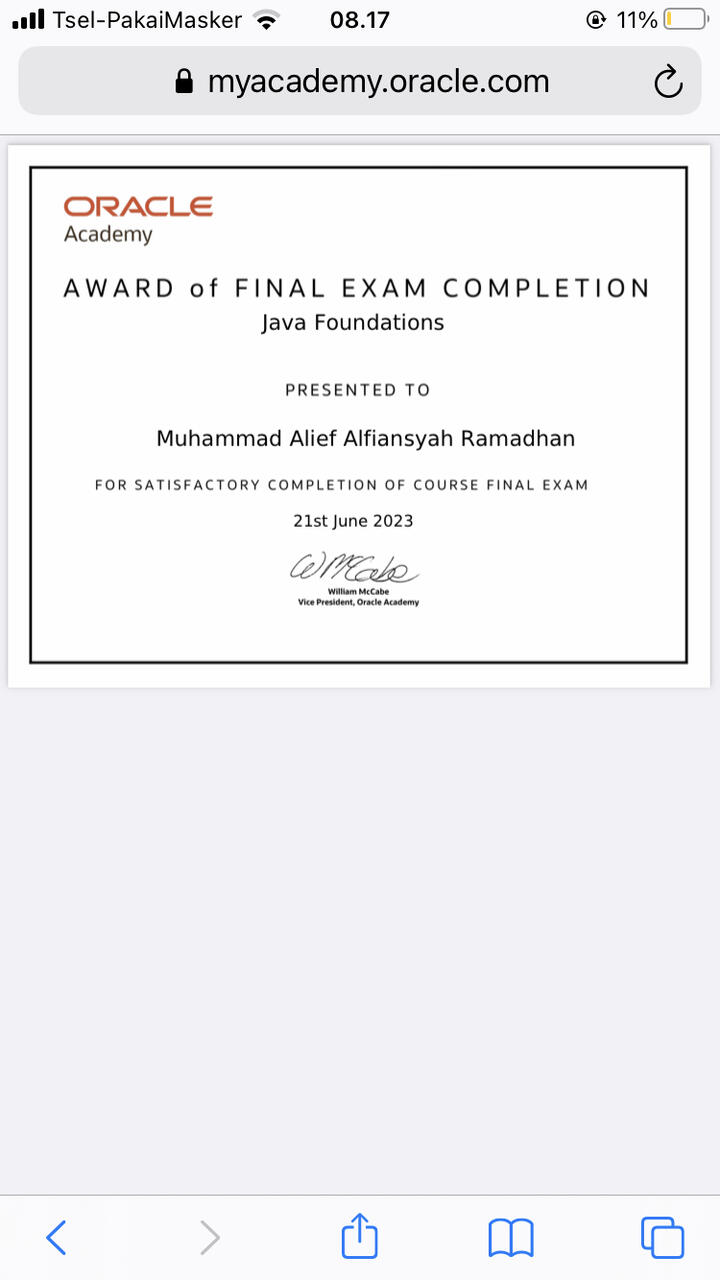 Tsel-PakaiMasker 08.17 11%
myacademy.oracle.com
ORACLE
Academy
AWARD of FINAL EXAM COMPLETION
Java Foundations
PRESENTED TO
Muhammad Alief Alfiansyah Ramadhan
FOR SATISFACTORY COMPLETION OF COURSE FINAL EXAM
21st June 2023
WMcCabe
William McCabe
Vice President, Oracle Academy